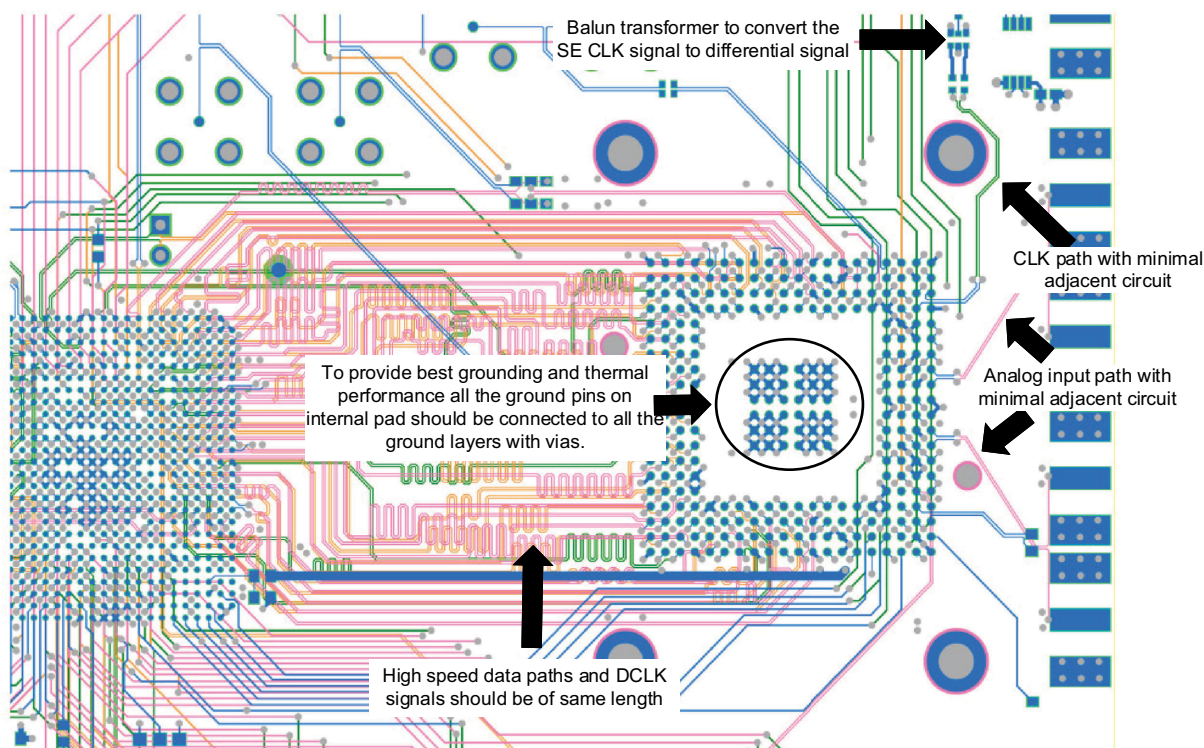 Balun transformer to convert the
SE CLK signal to differential signal
CLK path with minimal
adjacent circuit
To provide best grounding and thermal
performance all the ground pins on
internal pad should be connected to all the
ground layers with vias.
Analog input path with
minimal adjacent circuit
High speed data paths and DCLK
signals should be of same length